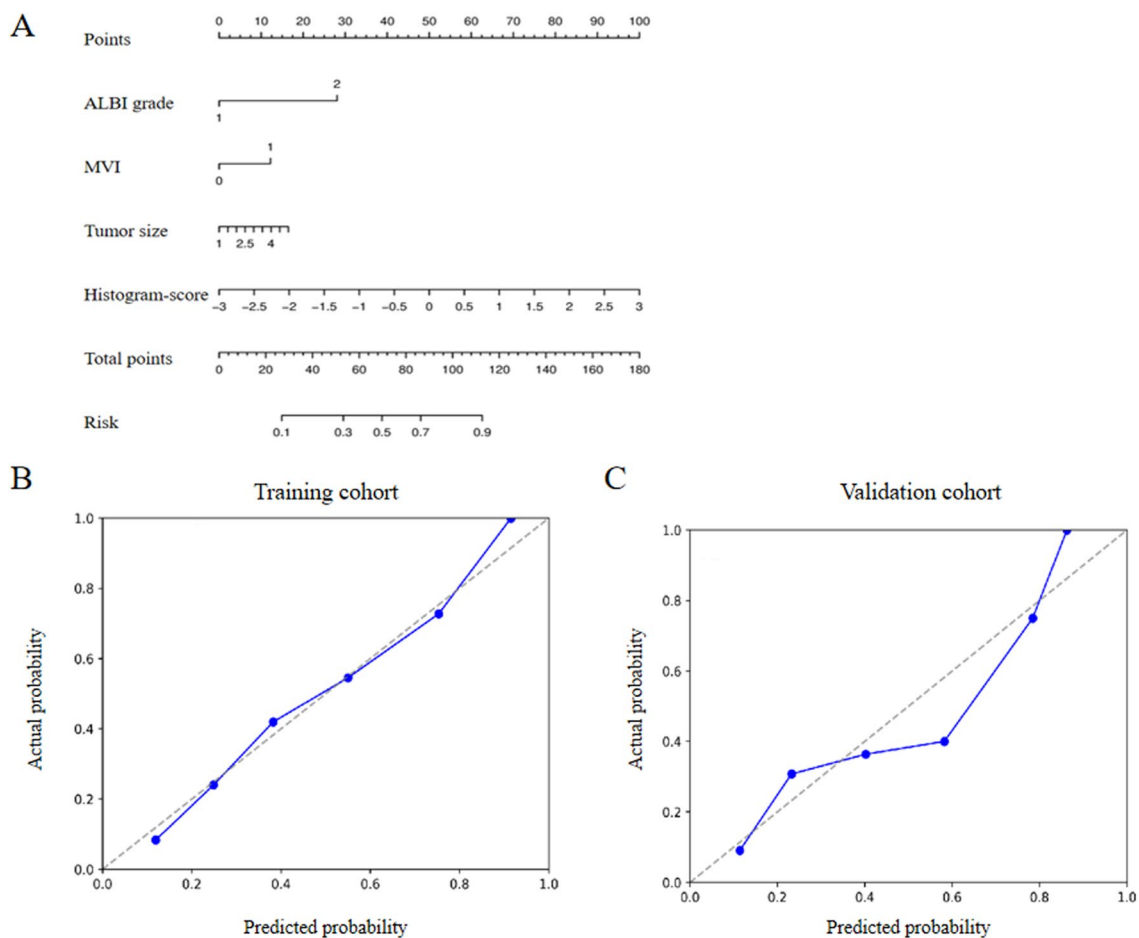 A
Points
0 10 20 30 40 50 60 70 80 90 100
ALBI grade
2
1
MVI
1
0
Tumor size
1 2.5 4
Histogram-score
−3 −2.5 −2 −1.5 −1 −0.5 0 0.5 1 1.5 2 2.5 3
Total points
0 20 40 60 80 100 120 140 160 180
Risk
0.1 0.3 0.5 0.7 0.9
B
Training cohort
Actual probability
1.0
0.8
0.6
0.4
0.2
0.0
0.0 0.2 0.4 0.6 0.8 1.0
Predicted probability
C
Validation cohort
Actual probability
1.0
0.8
0.6
0.4
0.2
0.0
0.0 0.2 0.4 0.6 0.8 1.0
Predicted probability